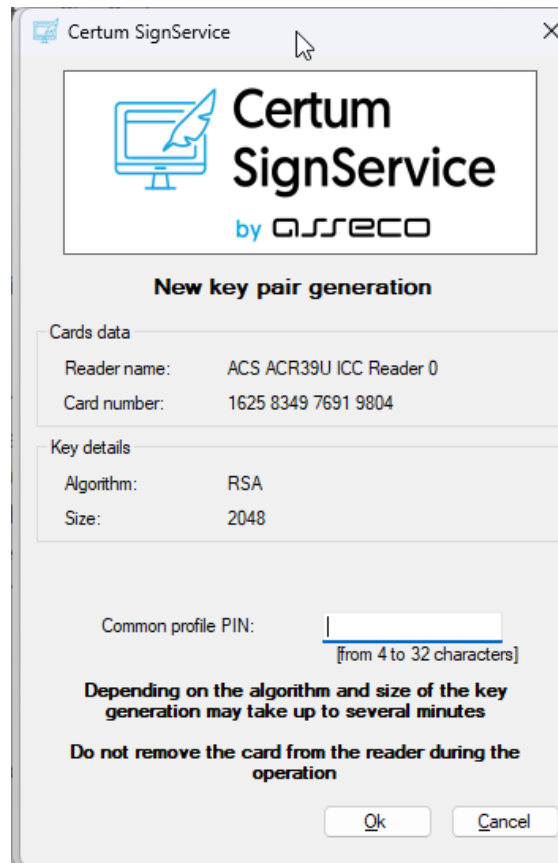 Certum SignService
Certum
SignService
by asseco
New key pair generation
Cards data
Reader name: ACS ACR39U ICC Reader 0
Card number: 1625 8349 7691 9804
Key details
Algorithm: RSA
Size: 2048
Common profile PIN:
[from 4 to 32 characters]
Depending on the algorithm and size of the key
generation may take up to several minutes
Do not remove the card from the reader during the
operation
Ok Cancel